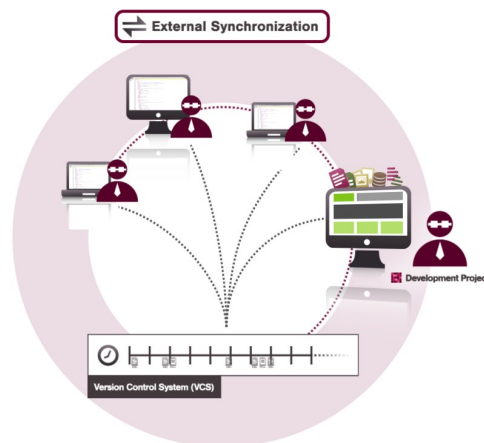 External Synchronization
Development Projec
Version Control System (VCS)